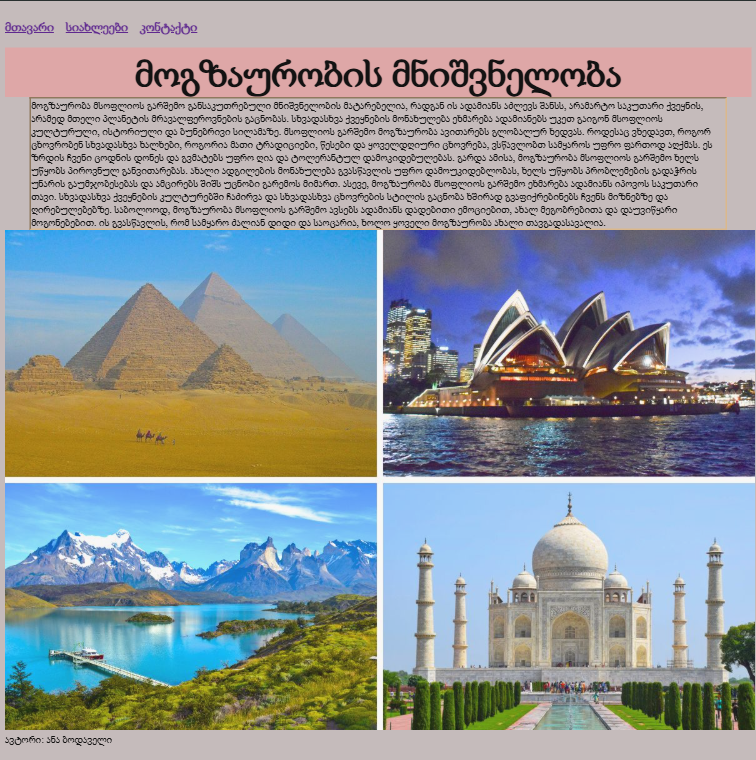 მთავარი სიახლეები კონტაქტი
მოგზაურობის მნიშვნელობა
მოგზაურობა მსოფლიოს გარშემო განსაკუთრებული მნიშვნელობის მატარებელია, რადგან ის ადამიანს აძლევს შანსს, არამარტო საკუთარი ქვეყნის,
არამედ მთელი პლანეტის მრავალფეროვნების გაცნობას. სხვადასხვა ქვეყნების მონახულება ეხმარება ადამიანებს უკეთ გაიგონ მსოფლიოს
კულტურული, ისტორიული და ბუნებრივი სილამაზე. მსოფლიოს გარშემო მოგზაურობა ავითარებს გლობალურ ხედვას. როდესაც ვხედავთ, როგორ
ცხოვრობენ სხვადასხვა ხალხები, როგორია მათი ტრადიციები, წესები და ყოველდღიური ცხოვრება, ვსწავლობთ სამყაროს უფრო ფართოდ აღქმას. ეს
ზრდის ჩვენი ცოდნის დონეს და გვმატებს უფრო ღია და ტოლერანტულ დამოკიდებულებას. გარდა ამისა, მოგზაურობა მსოფლიოს გარშემო ხელს
უწყობს პიროვნულ განვითარებას. ახალი ადგილების მონახულება გვასწავლის უფრო დამოუკიდებლობას, ხელს უწყობს პრობლემების გადაჭრის
უნარის გაუმჯობესებას და ამცირებს შიშს უცნობი გარემოს მიმართ. ასევე, მოგზაურობა მსოფლიოს გარშემო ეხმარება ადამიანს იპოვოს საკუთარი
თავი. სხვადასხვა ქვეყნების კულტურებში ჩაძირვა და სხვადასხვა ცხოვრების სტილის გაცნობა ხშირად გვაფიქრებინებს ჩვენს მიზნებზე და
ღირებულებებზე. საბოლოოდ, მოგზაურობა მსოფლიოს გარშემო ავსებს ადამიანს დადებითი ემოციებით, ახალ მეგობრებითა და დაუვიწყარი
მოგონებებით. ის გვასწავლის, რომ სამყარო ძალიან დიდი და საოცარია, ხოლო ყოველი მოგზაურობა ახალი თავგადასავალია.
ავტორი: ანა ბოდაველი